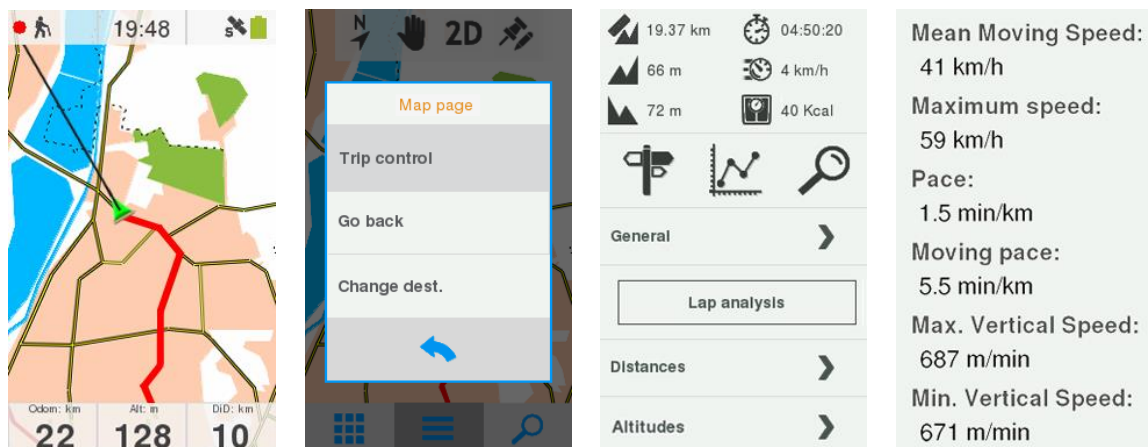 19:48
S
Odom: km
Alt: m
DiD: km
22
128
10
N
2D
Map page
Trip control
Go back
Change dest.
19.37 km
04:50:20
66 m
4 km/h
72 m
40 Kcal
General
Lap analysis
Distances
Altitudes
Mean Moving Speed:
41 km/h
Maximum speed:
59 km/h
Pace:
1.5 min/km
Moving pace:
5.5 min/km
Max. Vertical Speed:
687 m/min
Min. Vertical Speed:
671 m/min